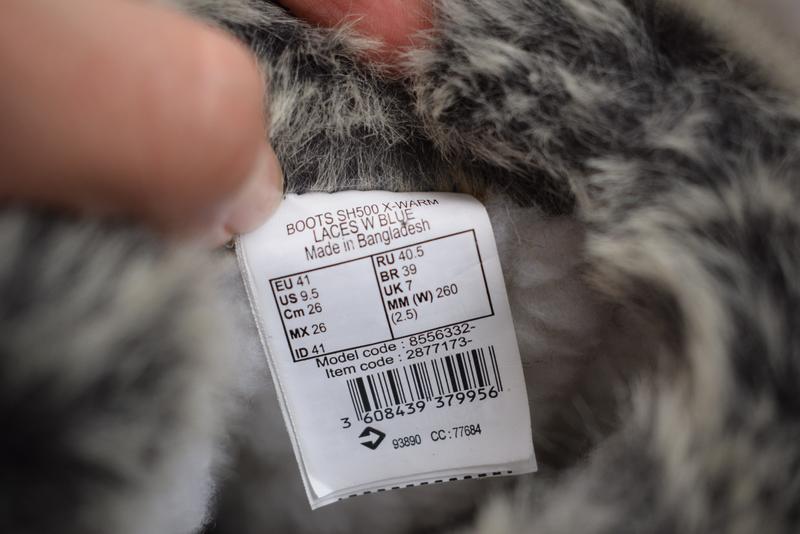 BOOTS SH500 X-WARM
LACES W BLUE
Made in Bangladesh
EU 41
US 9.5
Cm 26
MX 26
ID 41
RU 40.5
BR 39
UK 7
MM (W) 260
(2.5)
Model code : 8556332-
Item code : 2877173-
3 608439 379956
93890 CC : 77684